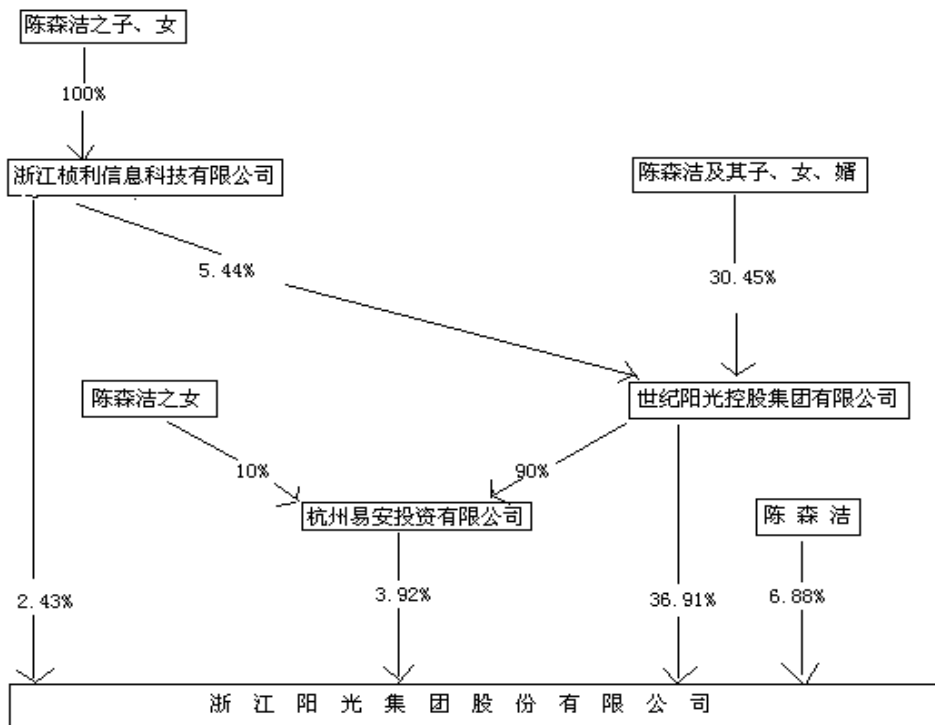 陈森洁之子、女
100%
浙江桢利信息科技有限公司
陈森洁及其子、女、婿
5.44%
30.45%
陈森洁之女
世纪阳光控股集团有限公司
10%
90%
杭州易安投资有限公司
陈 森 洁
2.43%
3.92%
36.91%
6.88%
浙 江 阳 光 集 团 股 份 有 限 公 司